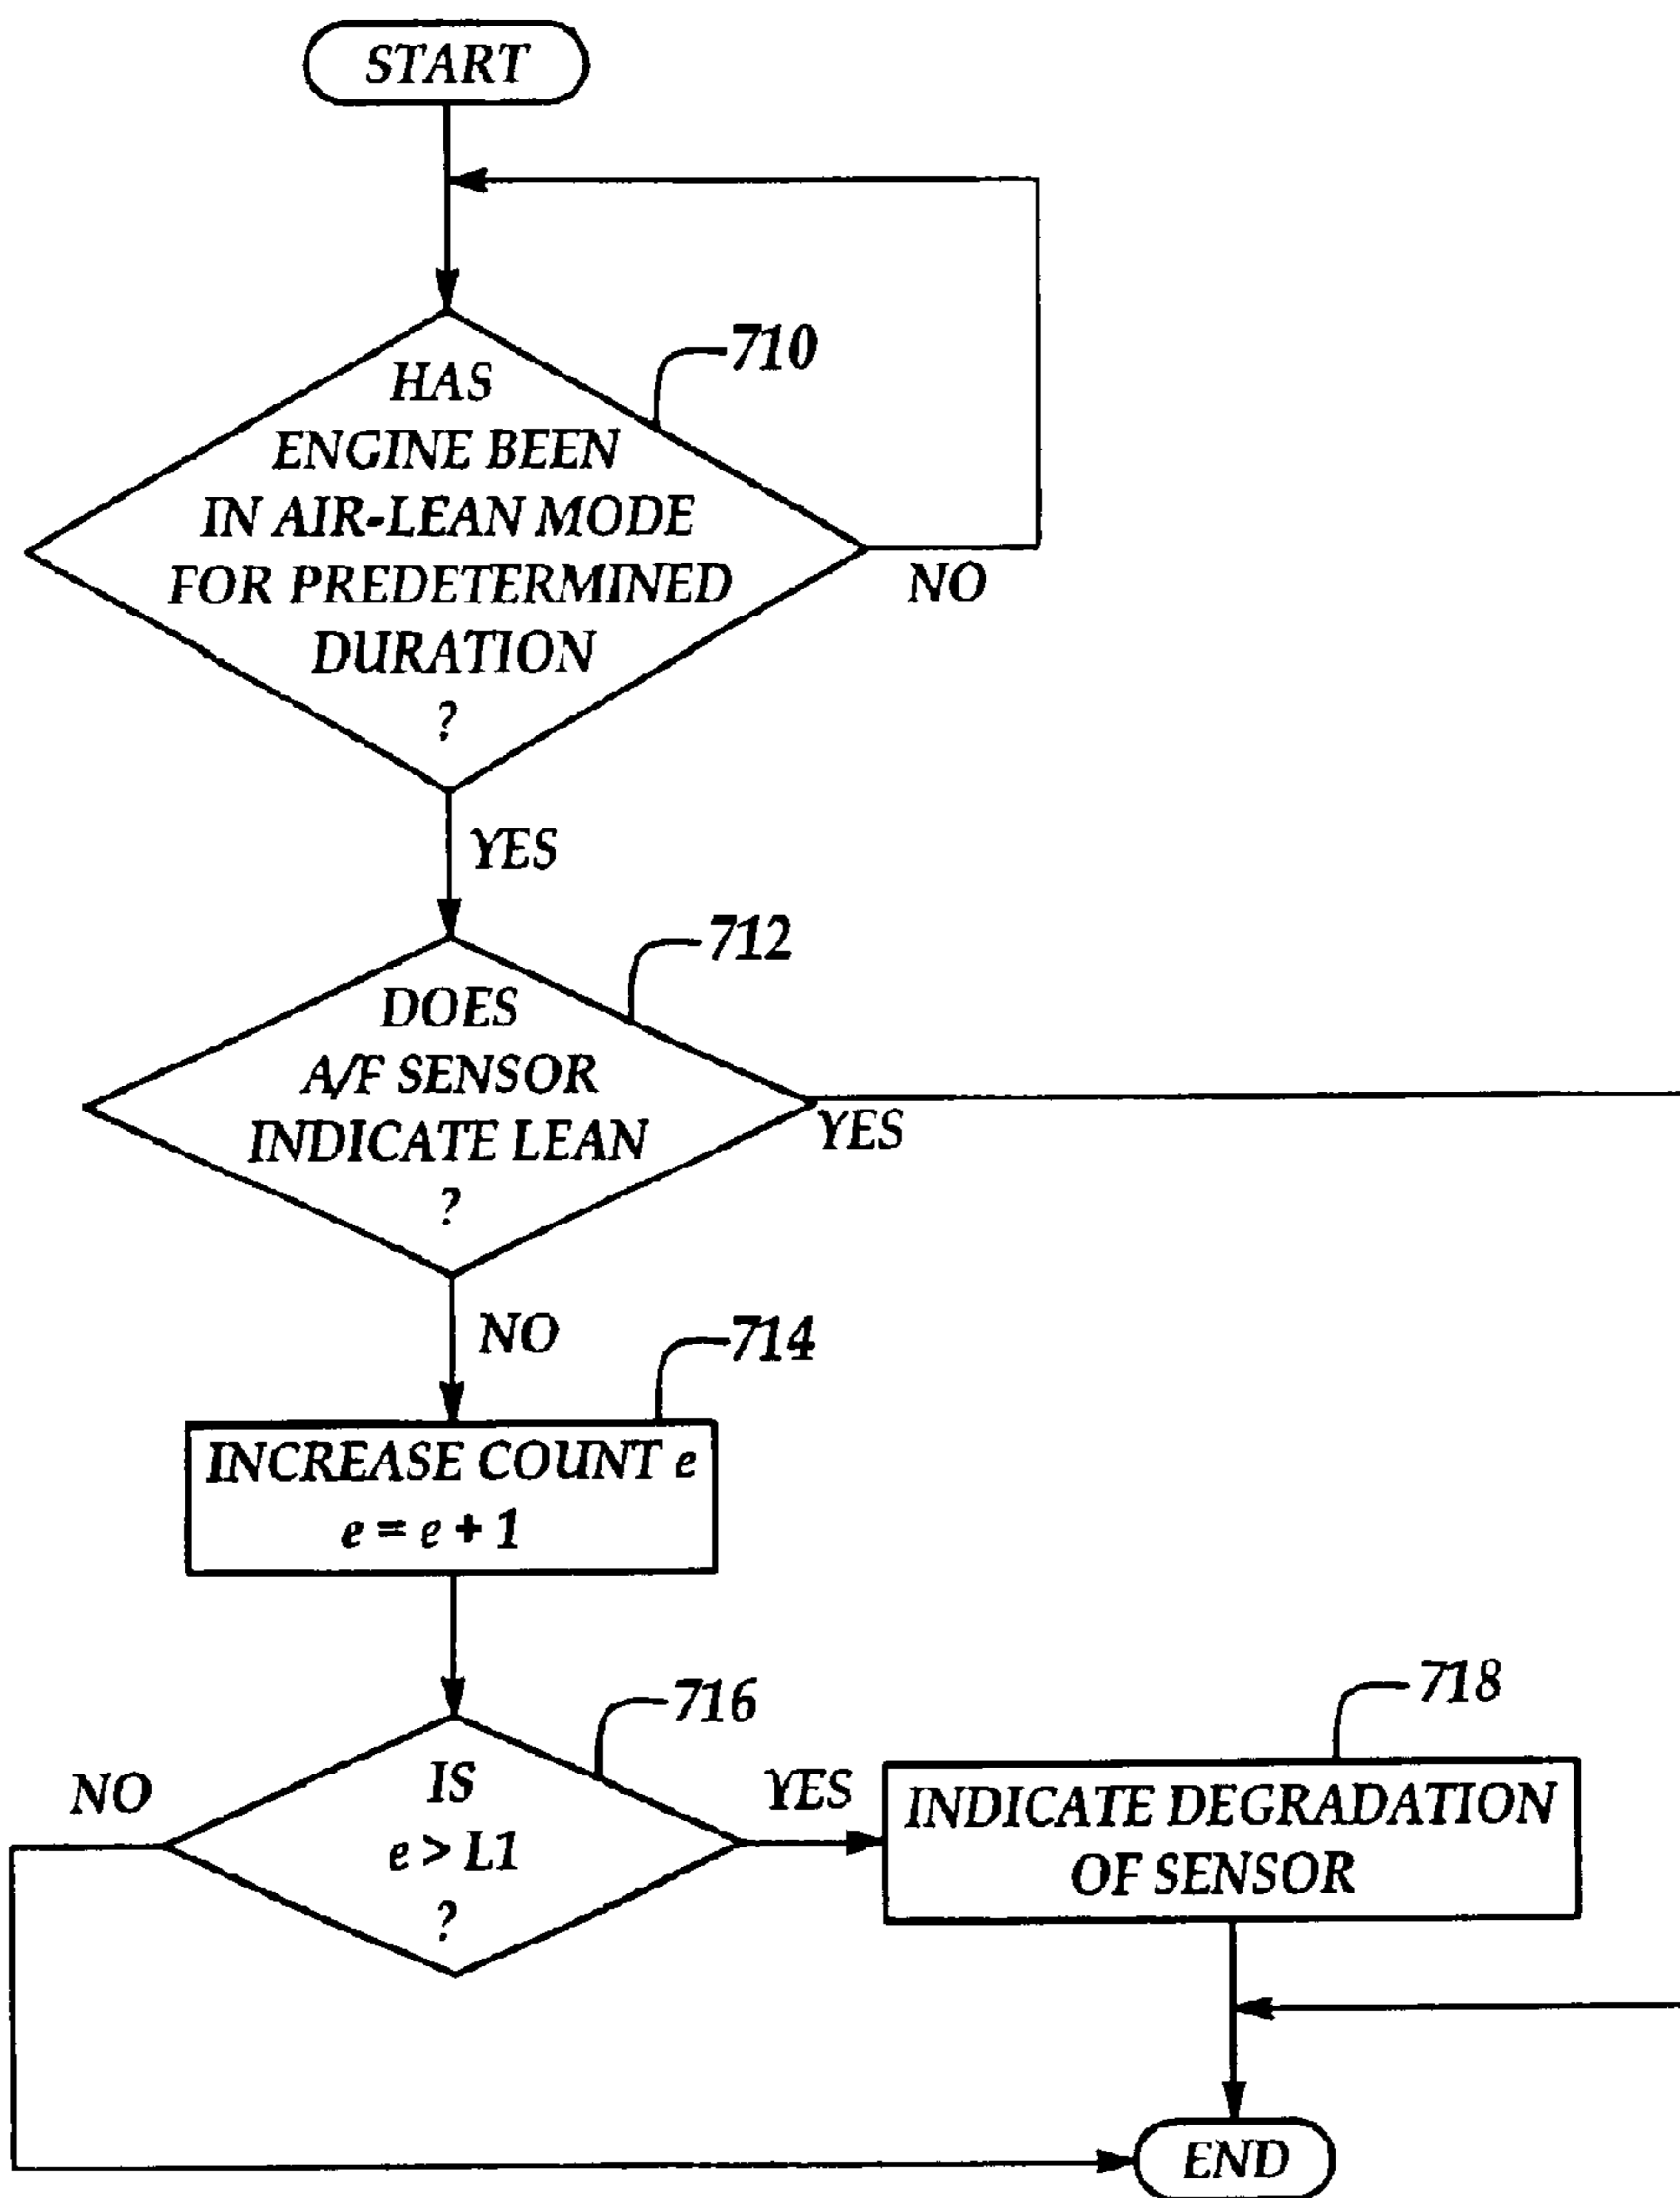 START
710
HAS
ENGINE BEEN
IN AIR-LEAN MODE
FOR PREDETERMINED
DURATION
?
NO
YES
712
DOES
A/F SENSOR
INDICATE LEAN
?
YES
NO
714
INCREASE COUNT e
e = e + 1
716
IS
e > L1
?
NO
YES
718
INDICATE DEGRADATION
OF SENSOR
END